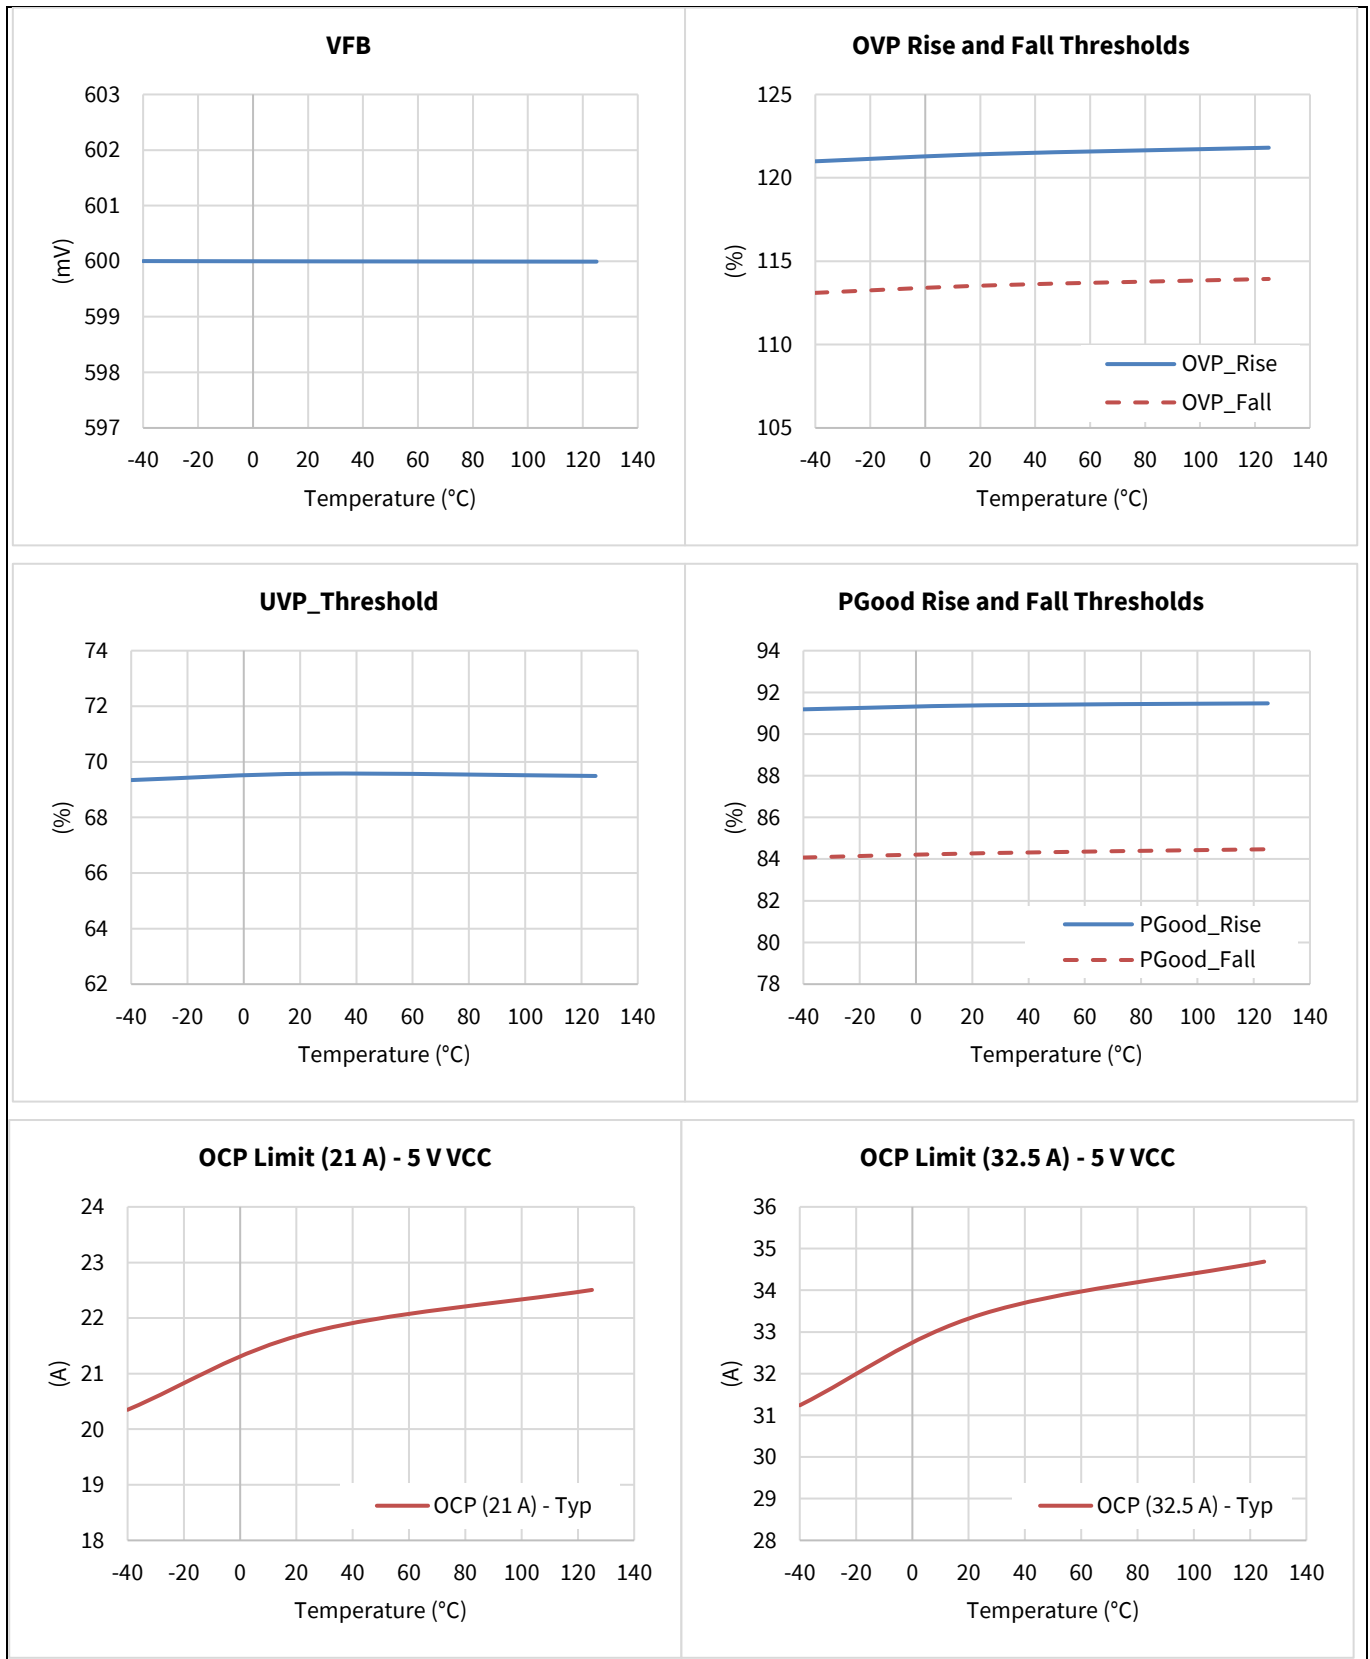 VFB
603
602
601
600
599
598
597
(mV)
-40 -20 0 20 40 60 80 100 120 140
Temperature (°C)
OVP Rise and Fall Thresholds
125
120
115
110
105
(%)
OVP_Rise
OVP_Fall
-40 -20 0 20 40 60 80 100 120 140
Temperature (°C)
UVP_Threshold
74
72
70
68
66
64
62
(%)
-40 -20 0 20 40 60 80 100 120 140
Temperature (°C)
PGood Rise and Fall Thresholds
94
92
90
88
86
84
82
80
78
(%)
PGood_Rise
PGood_Fall
-40 -20 0 20 40 60 80 100 120 140
Temperature (°C)
OCP Limit (21 A) - 5 V VCC
24
23
22
21
20
19
18
(A)
OCP (21 A) - Typ
-40 -20 0 20 40 60 80 100 120 140
Temperature (°C)
OCP Limit (32.5 A) - 5 V VCC
36
35
34
33
32
31
30
29
28
(A)
OCP (32.5 A) - Typ
-40 -20 0 20 40 60 80 100 120 140
Temperature (°C)